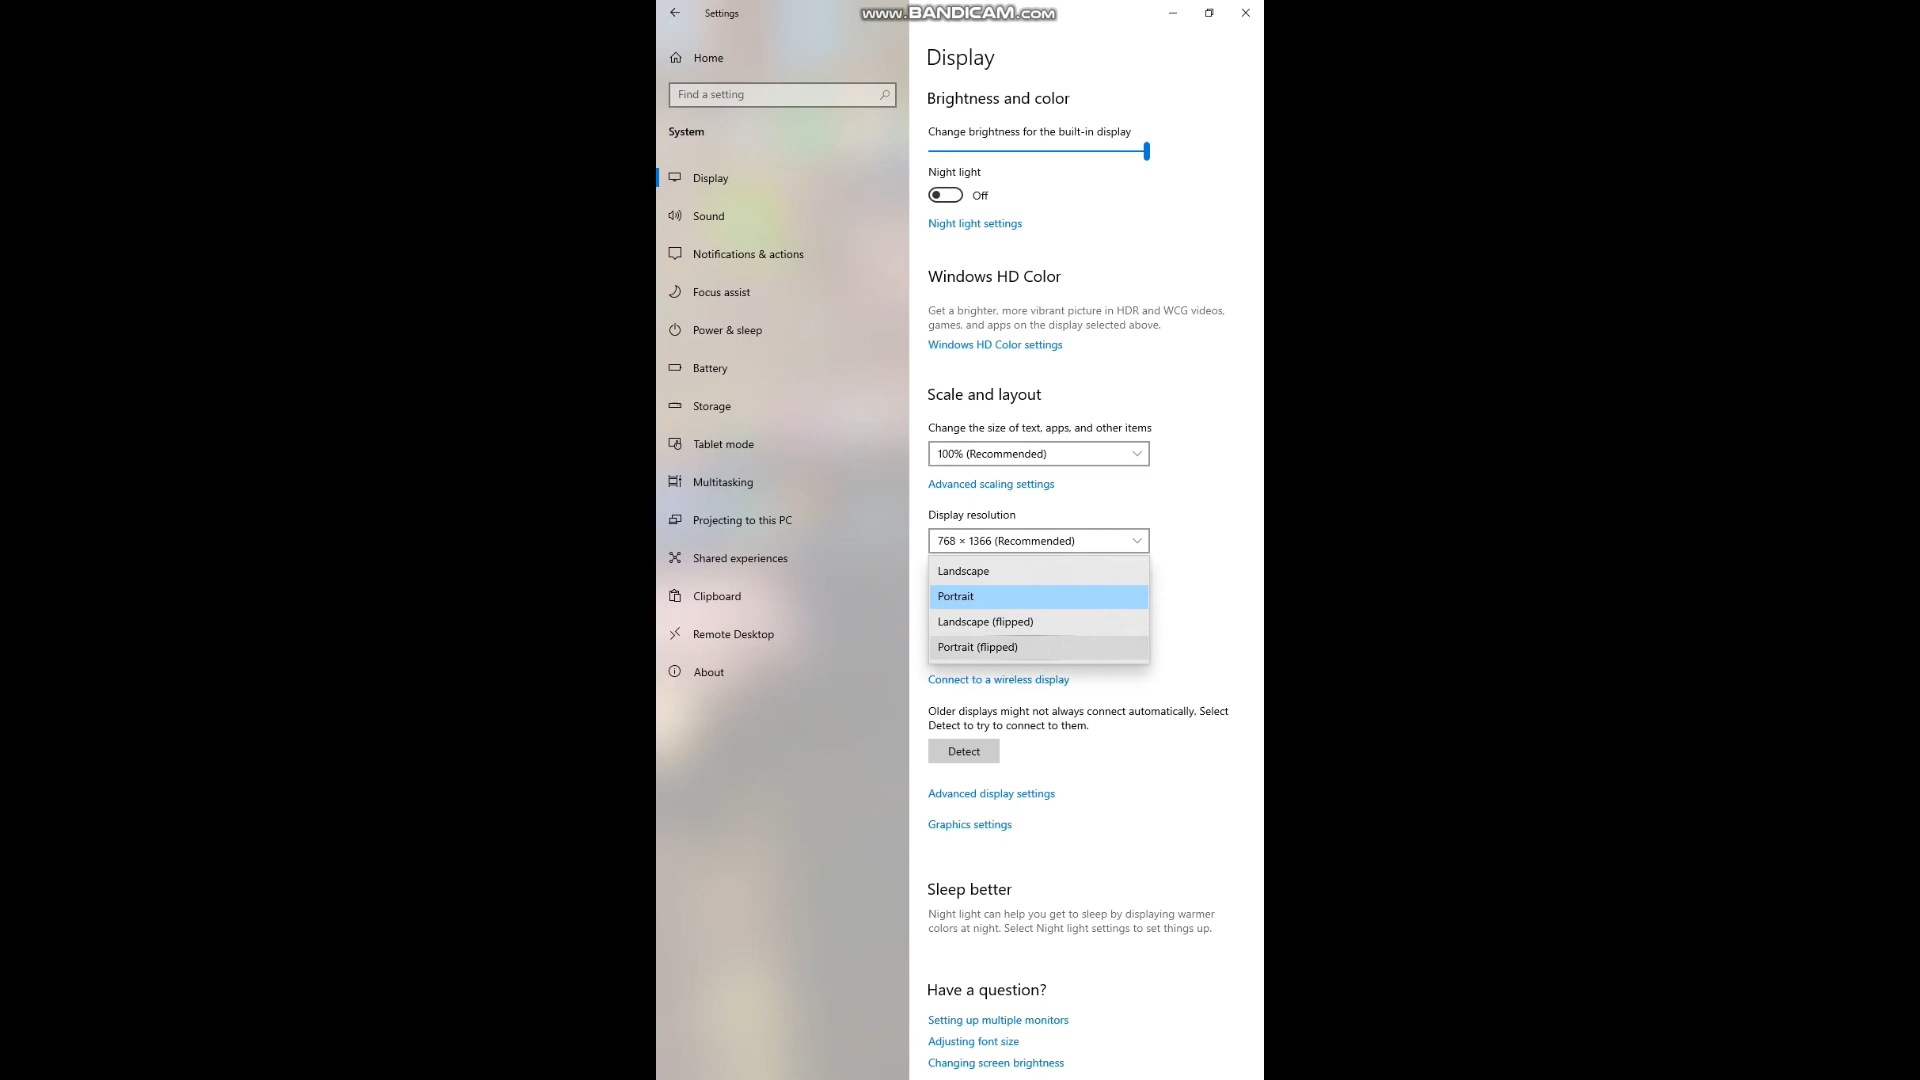 Settings
www.BANDICAM.com
Home
Find a setting
System
Display
Sound
Notifications & actions
Focus assist
Power & sleep
Battery
Storage
Tablet mode
Multitasking
Projecting to this PC
Shared experiences
Clipboard
Remote Desktop
About
Display
Brightness and color
Change brightness for the built-in display
Night light
Off
Night light settings
Windows HD Color
Get a brighter, more vibrant picture in HDR and WCG videos,
games, and apps on the display selected above.
Windows HD Color settings
Scale and layout
Change the size of text, apps, and other items
100% (Recommended)
Advanced scaling settings
Display resolution
768 × 1366 (Recommended)
Landscape
Portrait
Landscape (flipped)
Portrait (flipped)
Connect to a wireless display
Older displays might not always connect automatically. Select
Detect to try to connect to them.
Detect
Advanced display settings
Graphics settings
Sleep better
Night light can help you get to sleep by displaying warmer
colors at night. Select Night light settings to set things up.
Have a question?
Setting up multiple monitors
Adjusting font size
Changing screen brightness